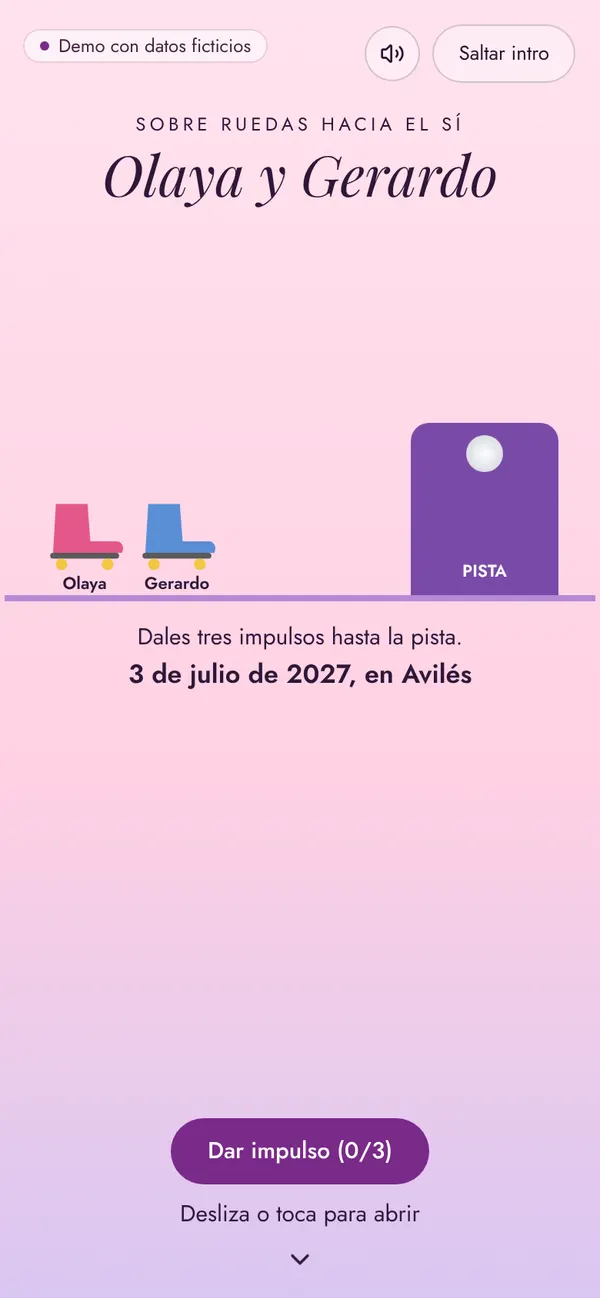 Demo con datos ficticios
Saltar intro
SOBRE RUEDAS HACIA EL SÍ
Olaya y Gerardo
PISTA
Olaya
Gerardo
Dales tres impulsos hasta la pista.
3 de julio de 2027, en Avilés
Dar impulso (0/3)
Desliza o toca para abrir